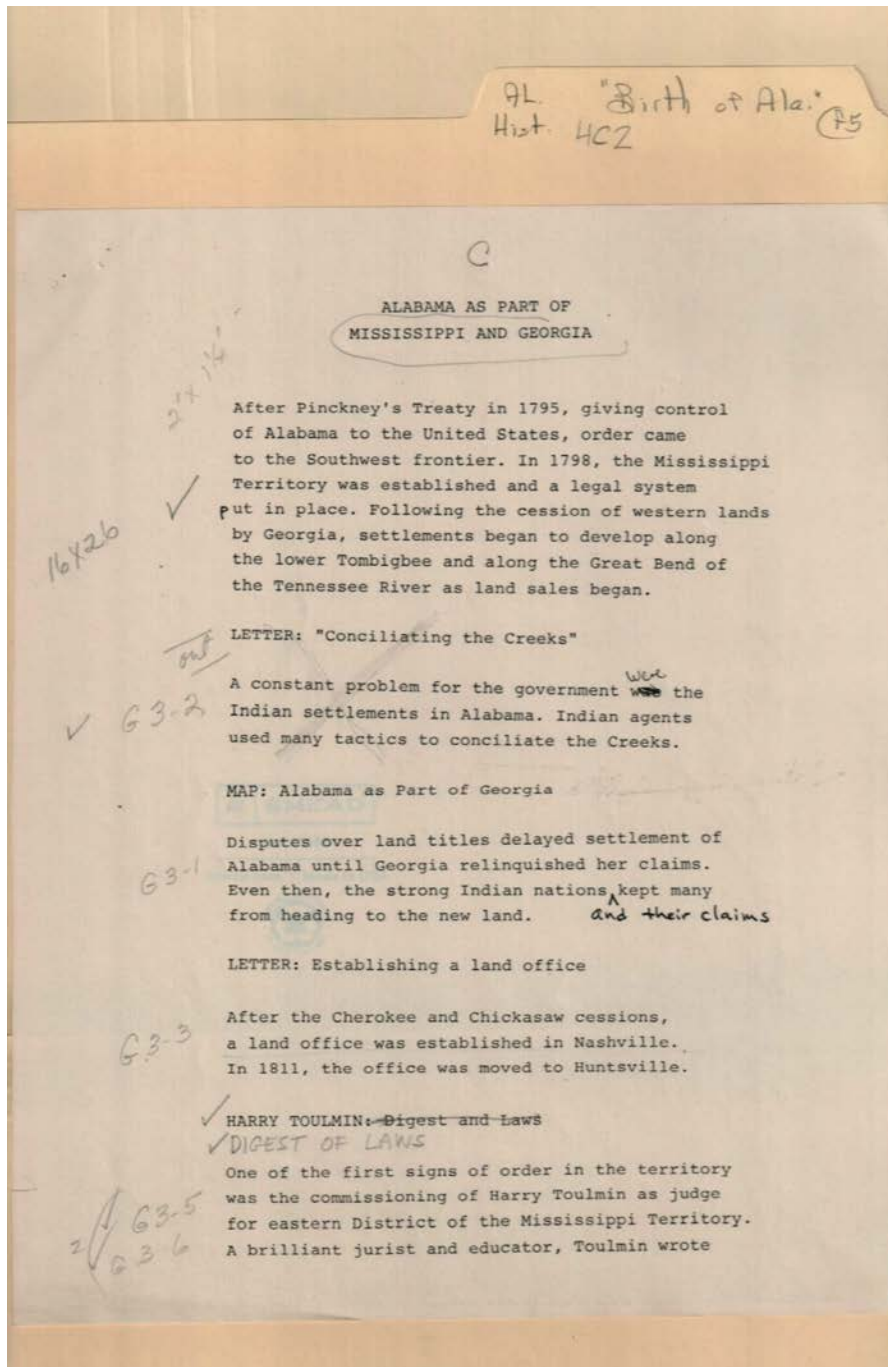 AL. "Birth of Ala."
Hist. 4C2
C
ALABAMA AS PART OF
MISSISSIPPI AND GEORGIA
After Pinckney's Treaty in 1795, giving control
of Alabama to the United States, order came
to the Southwest frontier. In 1798, the Mississippi
Territory was established and a legal system
put in place. Following the cession of western lands
16x26
by Georgia, settlements began to develop along
the lower Tombigbee and along the Great Bend of
the Tennessee River as land sales began.
LETTER: "Conciliating the Creeks"
out
were
A constant problem for the government was the
G3-2
Indian settlements in Alabama. Indian agents
used many tactics to conciliate the Creeks.
MAP: Alabama as Part of Georgia
Disputes over land titles delayed settlement of
G3-1
Alabama until Georgia relinquished her claims.
Even then, the strong Indian nations kept many
from heading to the new land. and their claims
LETTER: Establishing a land office
After the Cherokee and Chickasaw cessions,
G3-3
a land office was established in Nashville.
In 1811, the office was moved to Huntsville.
HARRY TOULMIN: Digest and Laws
DIGEST OF LAWS
One of the first signs of order in the territory
G3-5
was the commissioning of Harry Toulmin as judge
for eastern District of the Mississippi Territory.
2 G3 6
A brilliant jurist and educator, Toulmin wrote